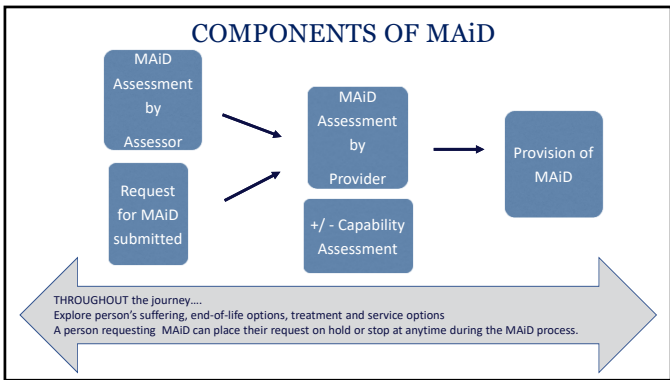 COMPONENTS OF MAiD
MAiD
Assessment
by
Assessor
Request
for MAiD
submitted
MAiD
Assessment
by
Provider
+/ - Capability
Assessment
Provision of
MAiD
THROUGHOUT the journey….
Explore person's suffering, end-of-life options, treatment and service options
A person requesting MAiD can place their request on hold or stop at anytime during the MAiD process.